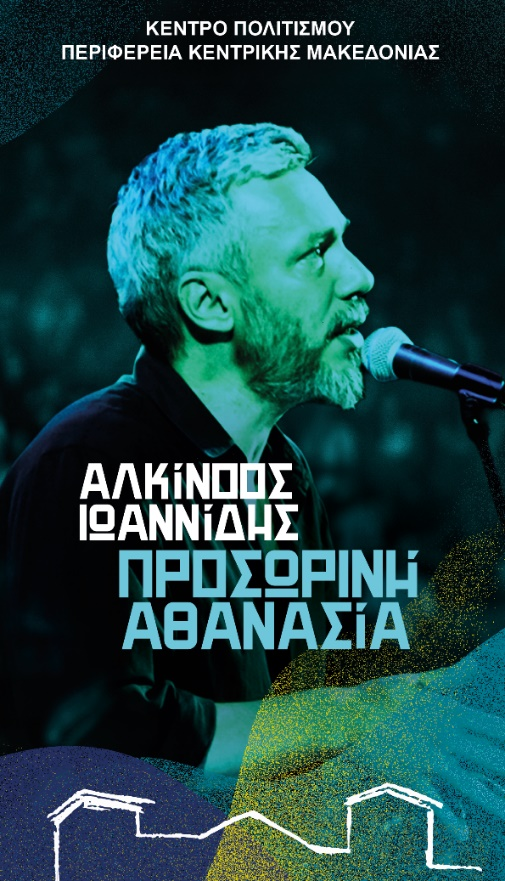 ΚΕΝΤΡΟ ΠΟΛΙΤΙΣΜΟΥ
ΠΕΡΙΦΕΡΕΙΑ ΚΕΝΤΡΙΚΗΣ ΜΑΚΕΔΟΝΙΑΣ
ΑΛΚίΝΟΟΣ
ΙΩΑΝΝίΔΗΣ
ΠΡΟΣΩΡΙΝΉ
ΑΘΑΝΑΣίΑ